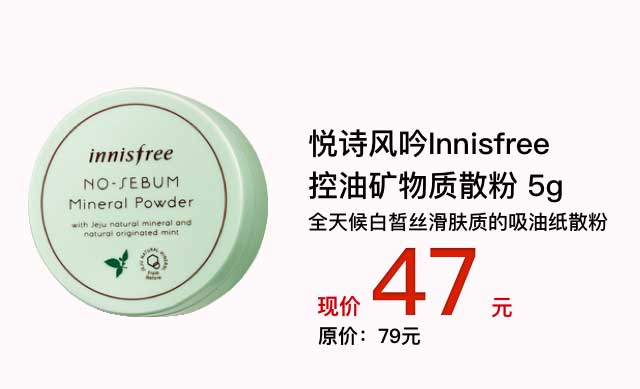 innisfree
NO-SEBUM
Mineral Powder
with Jeju natural mineral and
natural originated mint
悦诗风吟Innisfree
控油矿物质散粉 5g
全天候白皙丝滑肤质的吸油纸散粉
现价 47 元
原价：79元